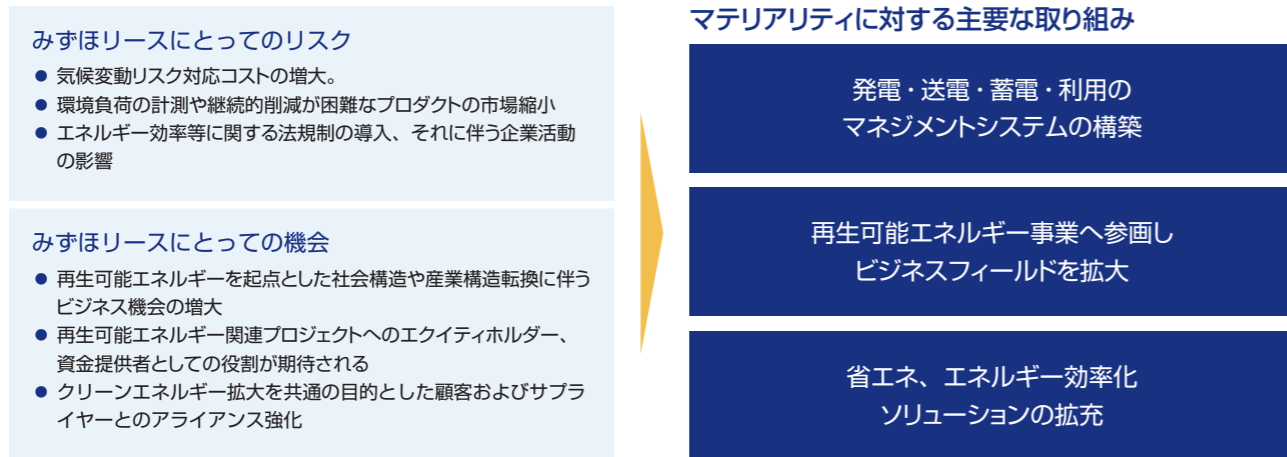 みずほリースにとってのリスク
● 気候変動リスク対応コストの増大。
● 環境負荷の計測や継続的削減が困難なプロダクトの市場縮小
● エネルギー効率等に関する法規制の導入、それに伴う企業活動
の影響
みずほリースにとっての機会
● 再生可能エネルギーを起点とした社会構造や産業構造転換に伴う
ビジネス機会の増大
● 再生可能エネルギー関連プロジェクトへのエクイティホルダー、
資金提供者としての役割が期待される
● クリーンエネルギー拡大を共通の目的とした顧客およびサプラ
イヤーとのアライアンス強化
マテリアリティに対する主要な取り組み
発電・送電・蓄電・利用の
マネジメントシステムの構築
再生可能エネルギー事業へ参画し
ビジネスフィールドを拡大
省エネ、エネルギー効率化
ソリューションの拡充